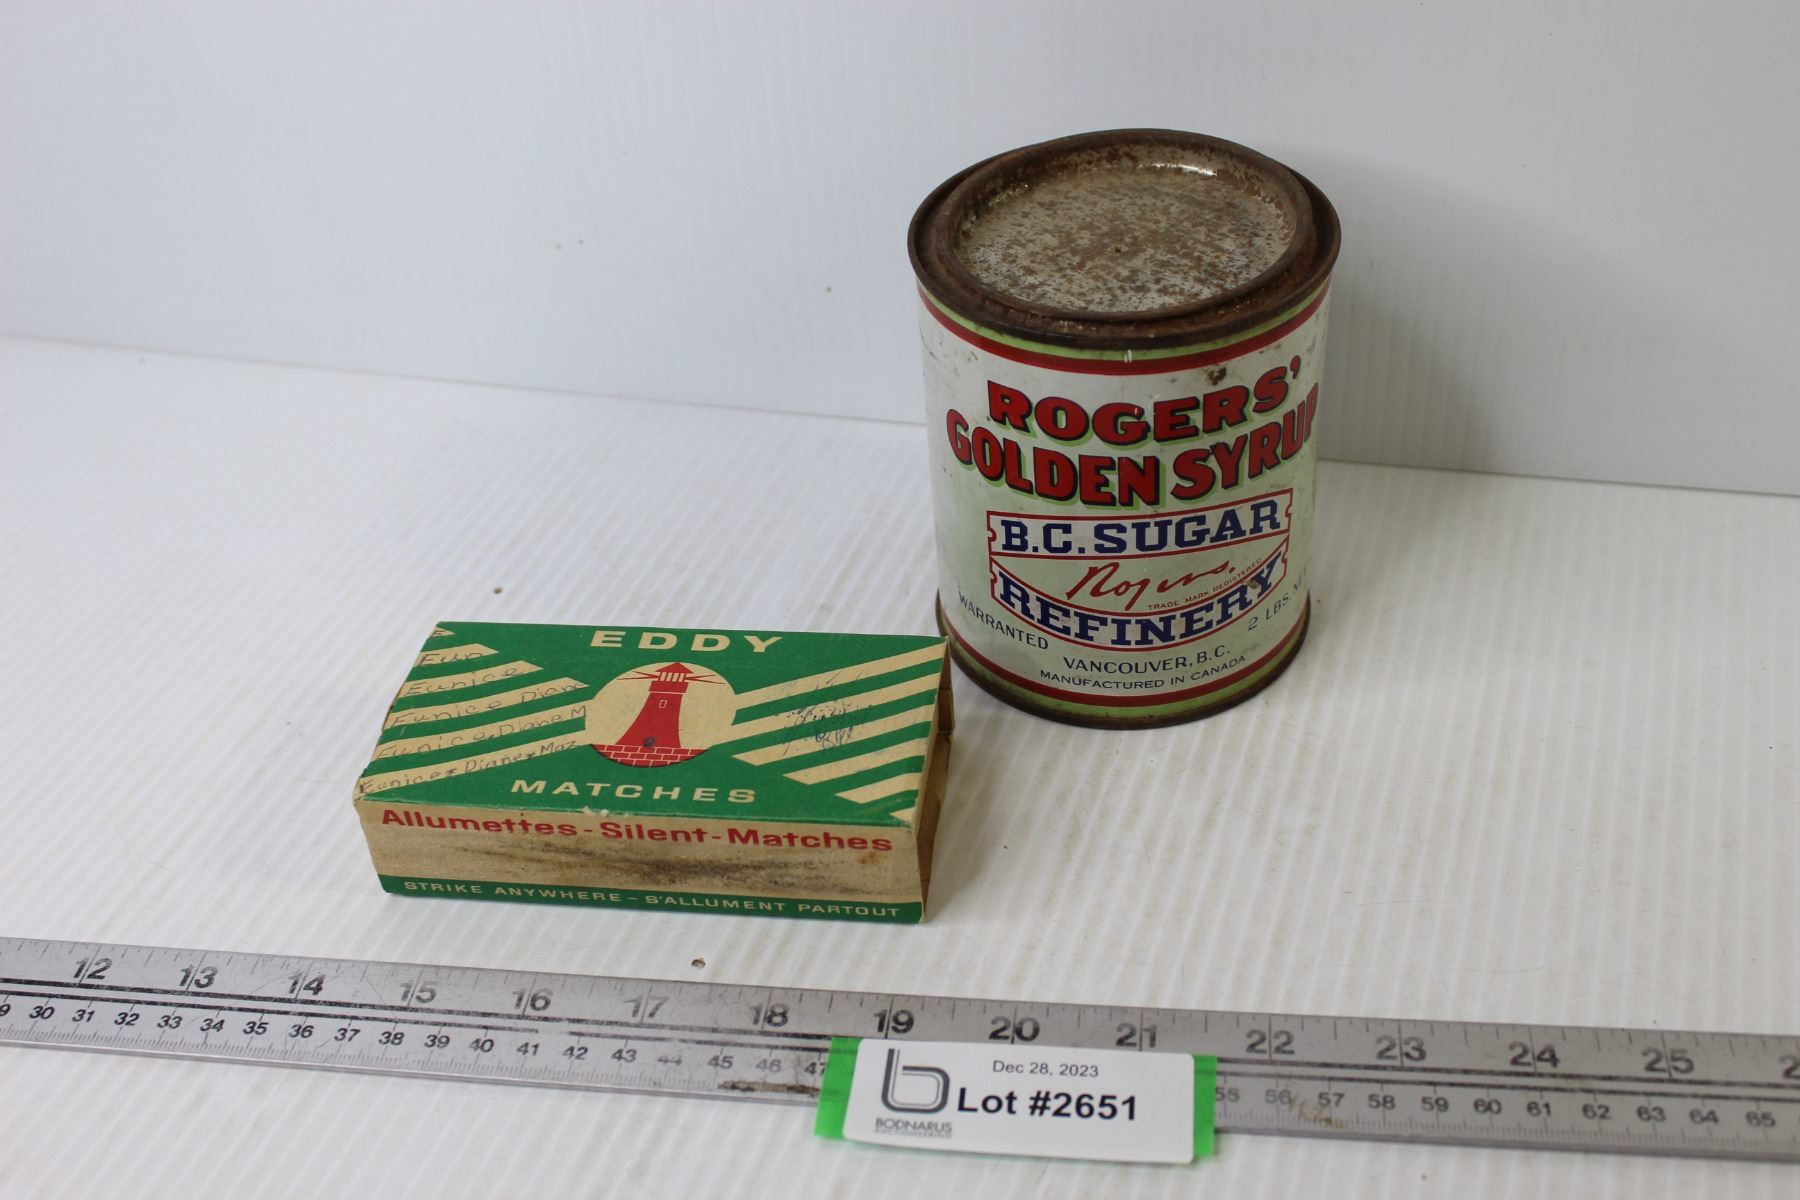 ROGERS'
GOLDEN SYRUP
B.C. SUGAR
Rogers.
TRADE MARK REGISTERED
REFINERY
WARRANTED 2 LBS.
VANCOUVER, B.C.
MANUFACTURED IN CANADA
EDDY
Eun
Eunice
Eunice Diane
Eunice Diane M
Eunice Diane Maz
MATCHES
Allumettes-Silent-Matches
STRIKE ANYWHERE - S'ALLUMENT PARTOUT
12 13 14 15 16 17 18 19 20 21 22 23 24 25
30 31 32 33 34 35 36 37 38 39 40 41 42 43 44 45 46 55 56 57 58 59 60 61 62 63 64 65
Dec 28, 2023
Lot #2651
BODNARUS
AUCTIONEERING